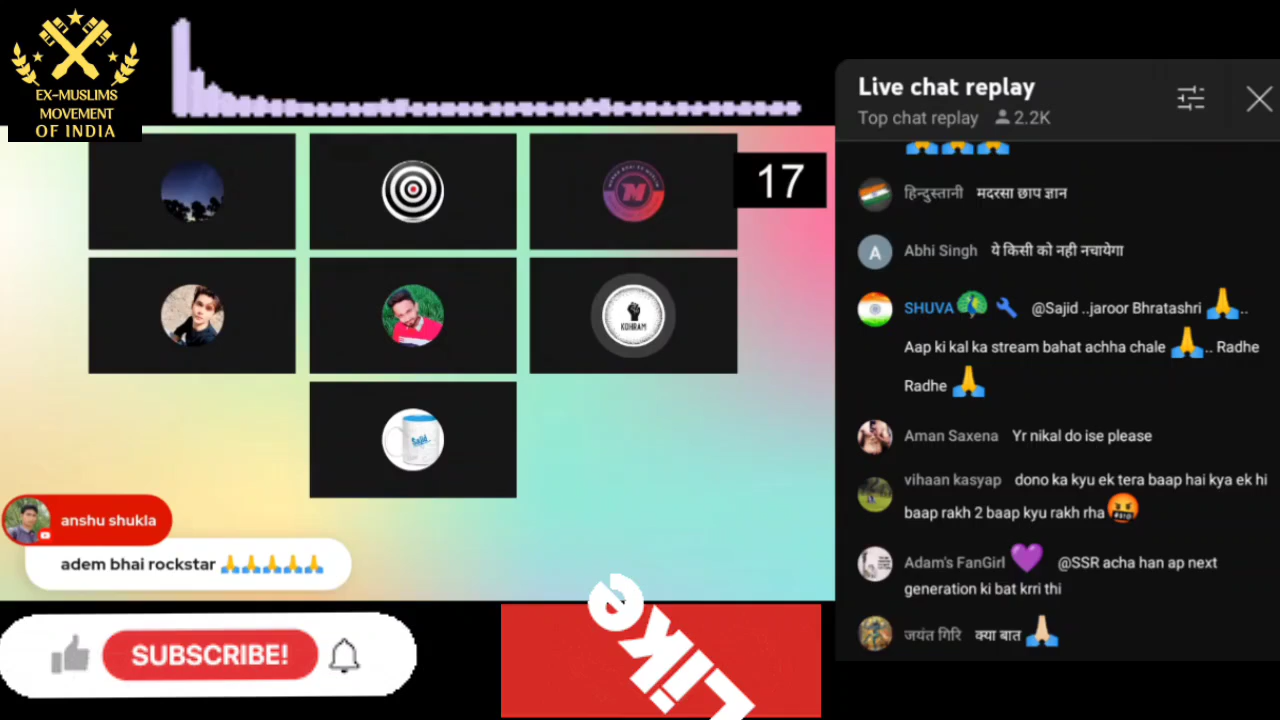 EX-MUSLIMS
MOVEMENT
OF INDIA
17
N
KOHRAM
Sajid
anshu shukla
adem bhai rockstar 🙏🙏🙏🙏🙏
SUBSCRIBE!
Like
Live chat replay
Top chat replay 2.2K
हिन्दुस्तानी मदरसा छाप ज्ञान
A Abhi Singh ये किसी को नही नचायेगा
SHUVA🦚 🔧 @Sajid ..jaroor Bhratashri 🙏..
Aap ki kal ka stream bahat achha chale 🙏.. Radhe
Radhe 🙏
Aman Saxena Yr nikal do ise please
vihaan kasyap dono ka kyu ek tera baap hai kya ek hi
baap rakh 2 baap kyu rakh rha🤬
Adam's FanGirl 💜 @SSR acha han ap next
generation ki bat krri thi
जयंत गिरि क्या बात 🙏🏻